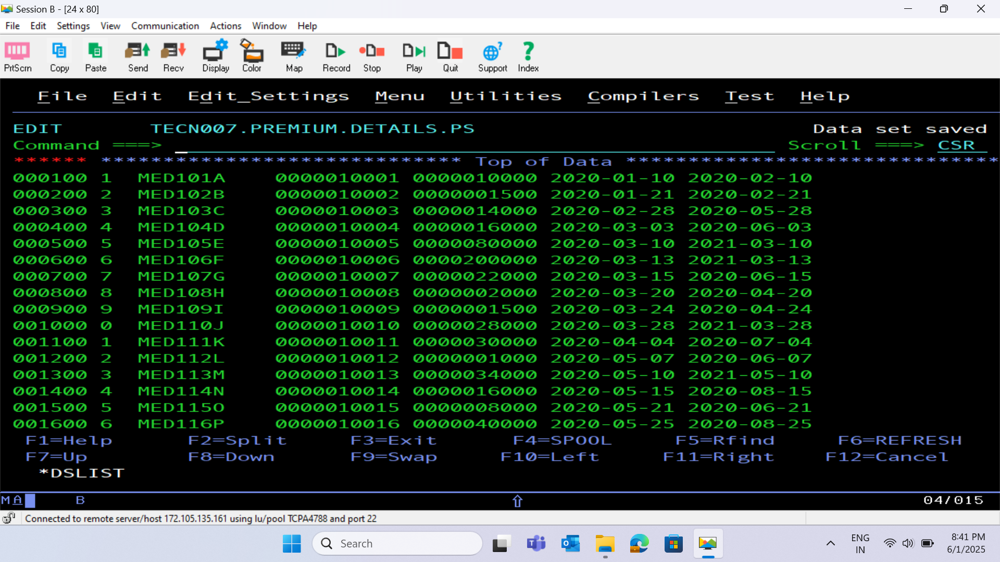 Session B - [24 x 80]
File Edit Settings View Communication Actions Window Help
PrtScrn Copy Paste Send Recv Display Color Map Record Stop Play Quit Support Index
File Edit Edit_Settings Menu Utilities Compilers Test Help
EDIT TECN007.PREMIUM.DETAILS.PS Data set saved
Command ===> Scroll ===> CSR
****** ***************************** Top of Data ******************************
000100 1 MED101A 0000010001 0000010000 2020-01-10 2020-02-10
000200 2 MED102B 0000010002 0000001500 2020-01-21 2020-02-21
000300 3 MED103C 0000010003 0000014000 2020-02-28 2020-05-28
000400 4 MED104D 0000010004 0000016000 2020-03-03 2020-06-03
000500 5 MED105E 0000010005 0000080000 2020-03-10 2021-03-10
000600 6 MED106F 0000010006 0000200000 2020-03-13 2021-03-13
000700 7 MED107G 0000010007 0000022000 2020-03-15 2020-06-15
000800 8 MED108H 0000010008 0000002000 2020-03-20 2020-04-20
000900 9 MED109I 0000010009 0000001500 2020-03-24 2020-04-24
001000 0 MED110J 0000010010 0000028000 2020-03-28 2021-03-28
001100 1 MED111K 0000010011 0000030000 2020-04-04 2020-07-04
001200 2 MED112L 0000010012 0000001000 2020-05-07 2020-06-07
001300 3 MED113M 0000010013 0000034000 2020-05-10 2021-05-10
001400 4 MED114N 0000010014 0000016000 2020-05-15 2020-08-15
001500 5 MED115O 0000010015 0000008000 2020-05-21 2020-06-21
001600 6 MED116P 0000010016 0000040000 2020-05-25 2020-08-25
F1=Help F2=Split F3=Exit F4=SPOOL F5=Rfind F6=REFRESH
F7=Up F8=Down F9=Swap F10=Left F11=Right F12=Cancel
*DSLIST
MA B 04/015
Connected to remote server/host 172.105.135.161 using lu/pool TCPA4788 and port 22
Search
ENG
IN
8:41 PM
6/1/2025